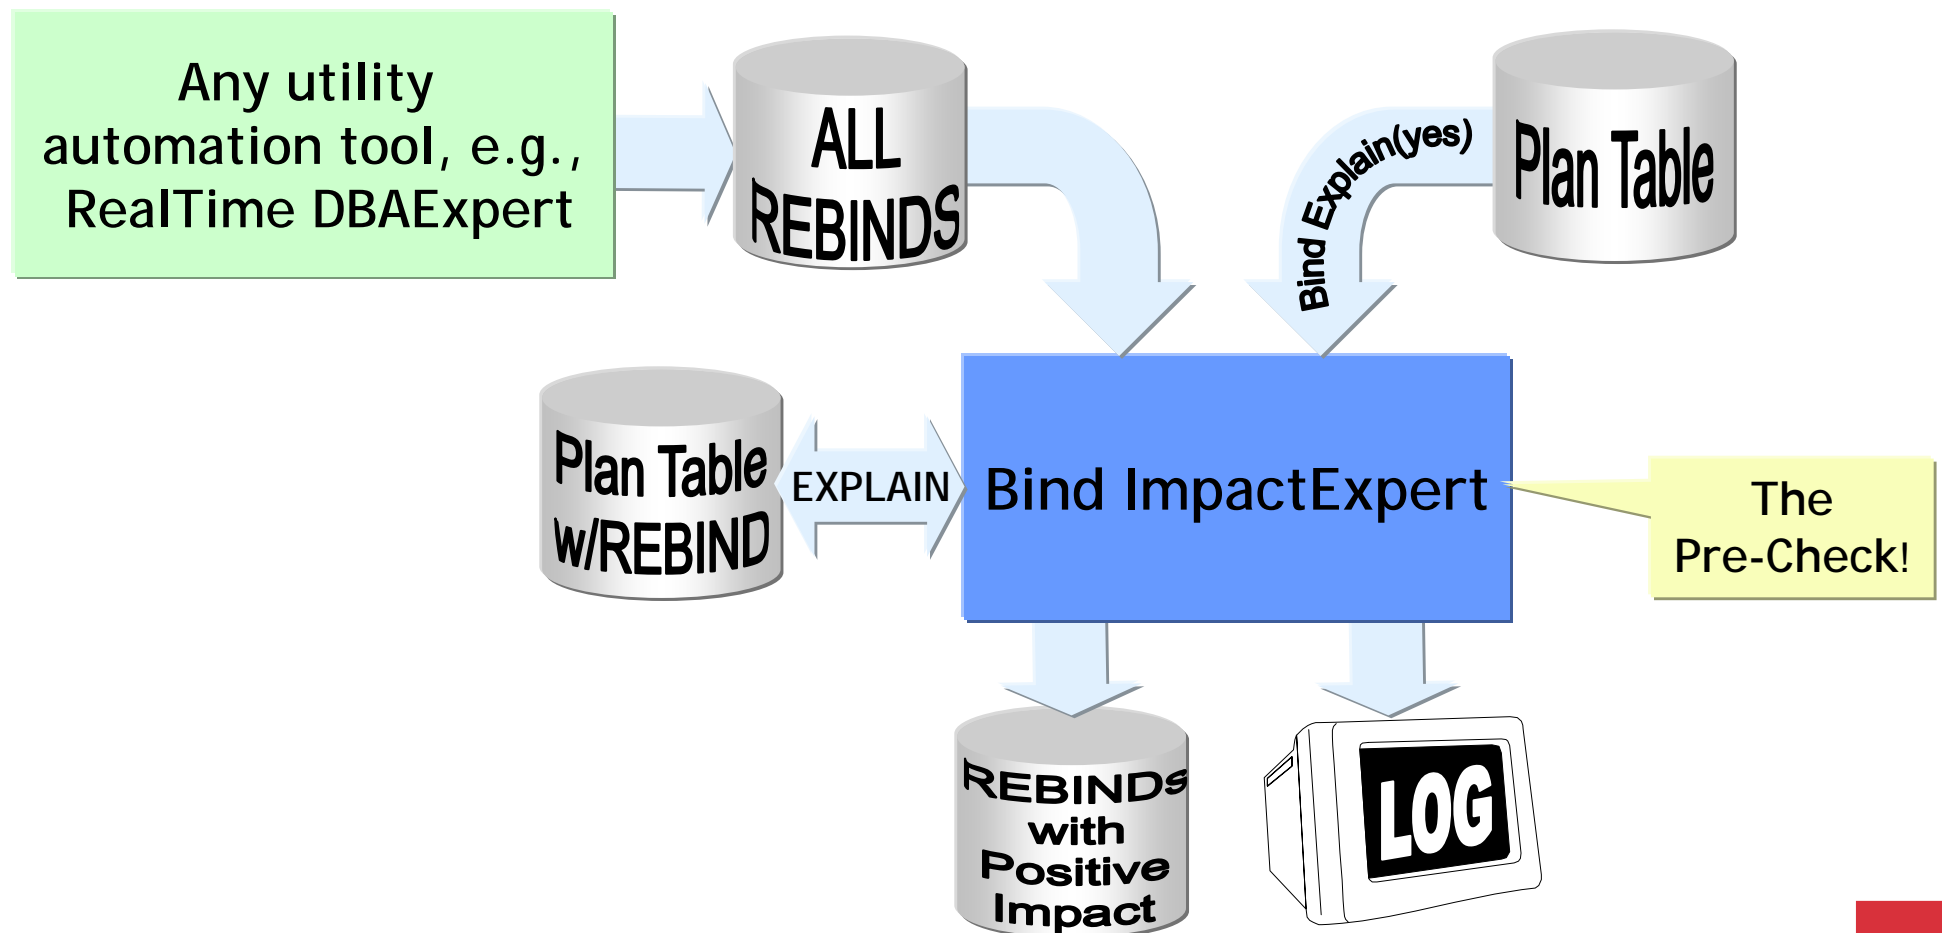 Any utility
automation tool, e.g.,
RealTime DBAExpert
ALL
REBINDS
Bind Explain(yes)
Plan Table
Plan Table
w/REBIND
EXPLAIN
Bind ImpactExpert
The
Pre-Check!
REBINDs
with
Positive
Impact
LOG